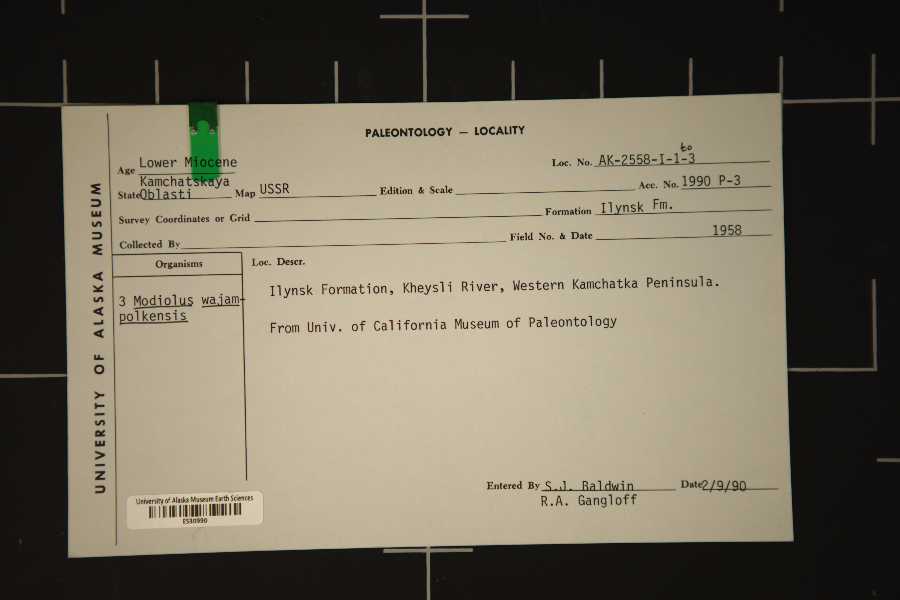 UNIVERSITY OF ALASKA MUSEUM
PALEONTOLOGY — LOCALITY
Age Lower Miocene
Loc. No. AK-2558-I-1-3
to
State Kamchatskaya
Oblasti
Map USSR
Edition & Scale
Acc. No. 1990 P-3
Survey Coordinates or Grid
Formation Ilynsk Fm.
Collected By
Field No. & Date 1958
Organisms
3 Modiolus wajam-
polkensis
Loc. Descr.
Ilynsk Formation, Kheysli River, Western Kamchatka Peninsula.
From Univ. of California Museum of Paleontology
Entered By S.J. Baldwin
R.A. Gangloff
Date 2/9/90
University of Alaska Museum Earth Sciences
ES30990